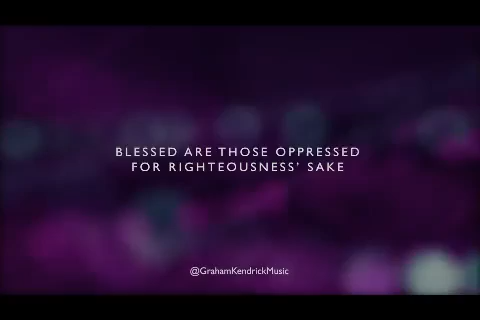 BLESSED ARE THOSE OPPRESSED
FOR RIGHTEOUSNESS’ SAKE
@GrahamKendrickMusic